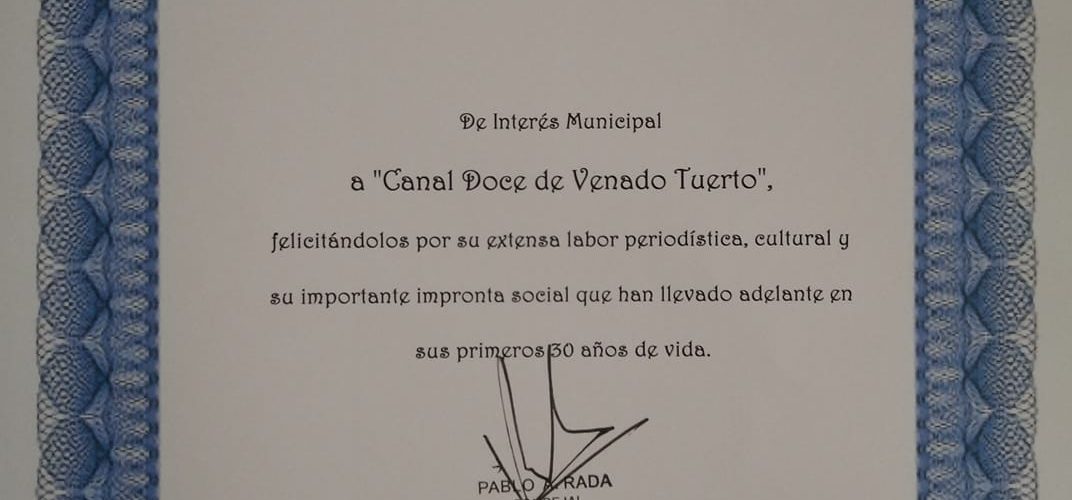 De Interés Municipal
a "Canal Doce de Venado Tuerto",
felicitándolos por su extensa labor periodística, cultural y
su importante impronta social que han llevado adelante en
sus primeros 30 años de vida.
PABLO A. RADA